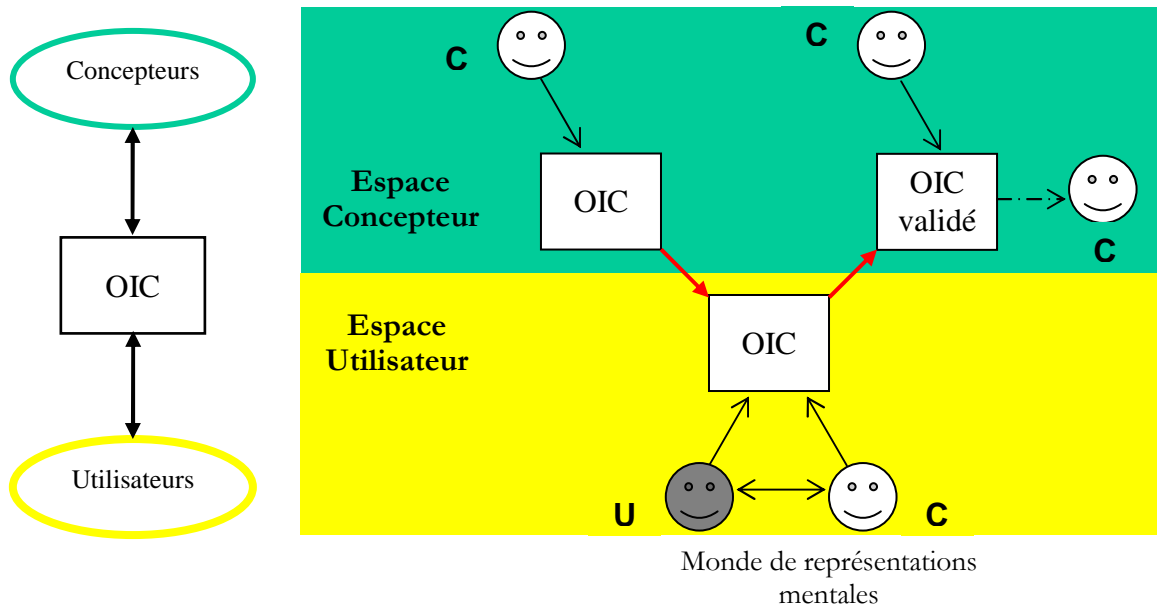 Concepteurs
OIC
Utilisateurs
C
C
Espace
Concepteur
OIC
OIC
validé
C
Espace
Utilisateur
OIC
U
C
Monde de représentations
mentales